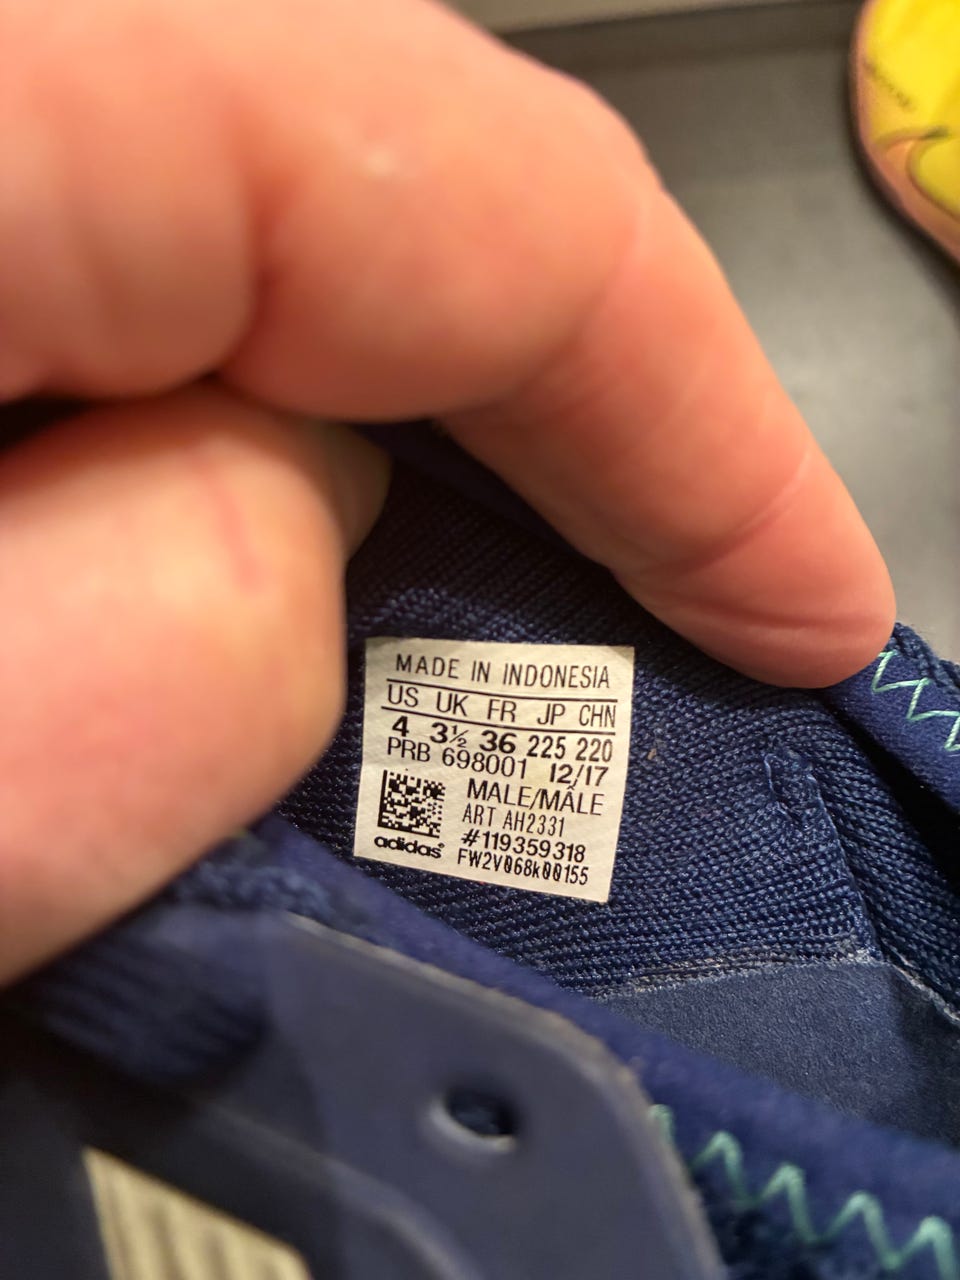 MADE IN INDONESIA
US UK FR JP CHN
4 3½ 36 225 220
PRB 698001 12/17
MALE/MÂLE
ART AH2331
#119359318
adidas® FW2V068k00155